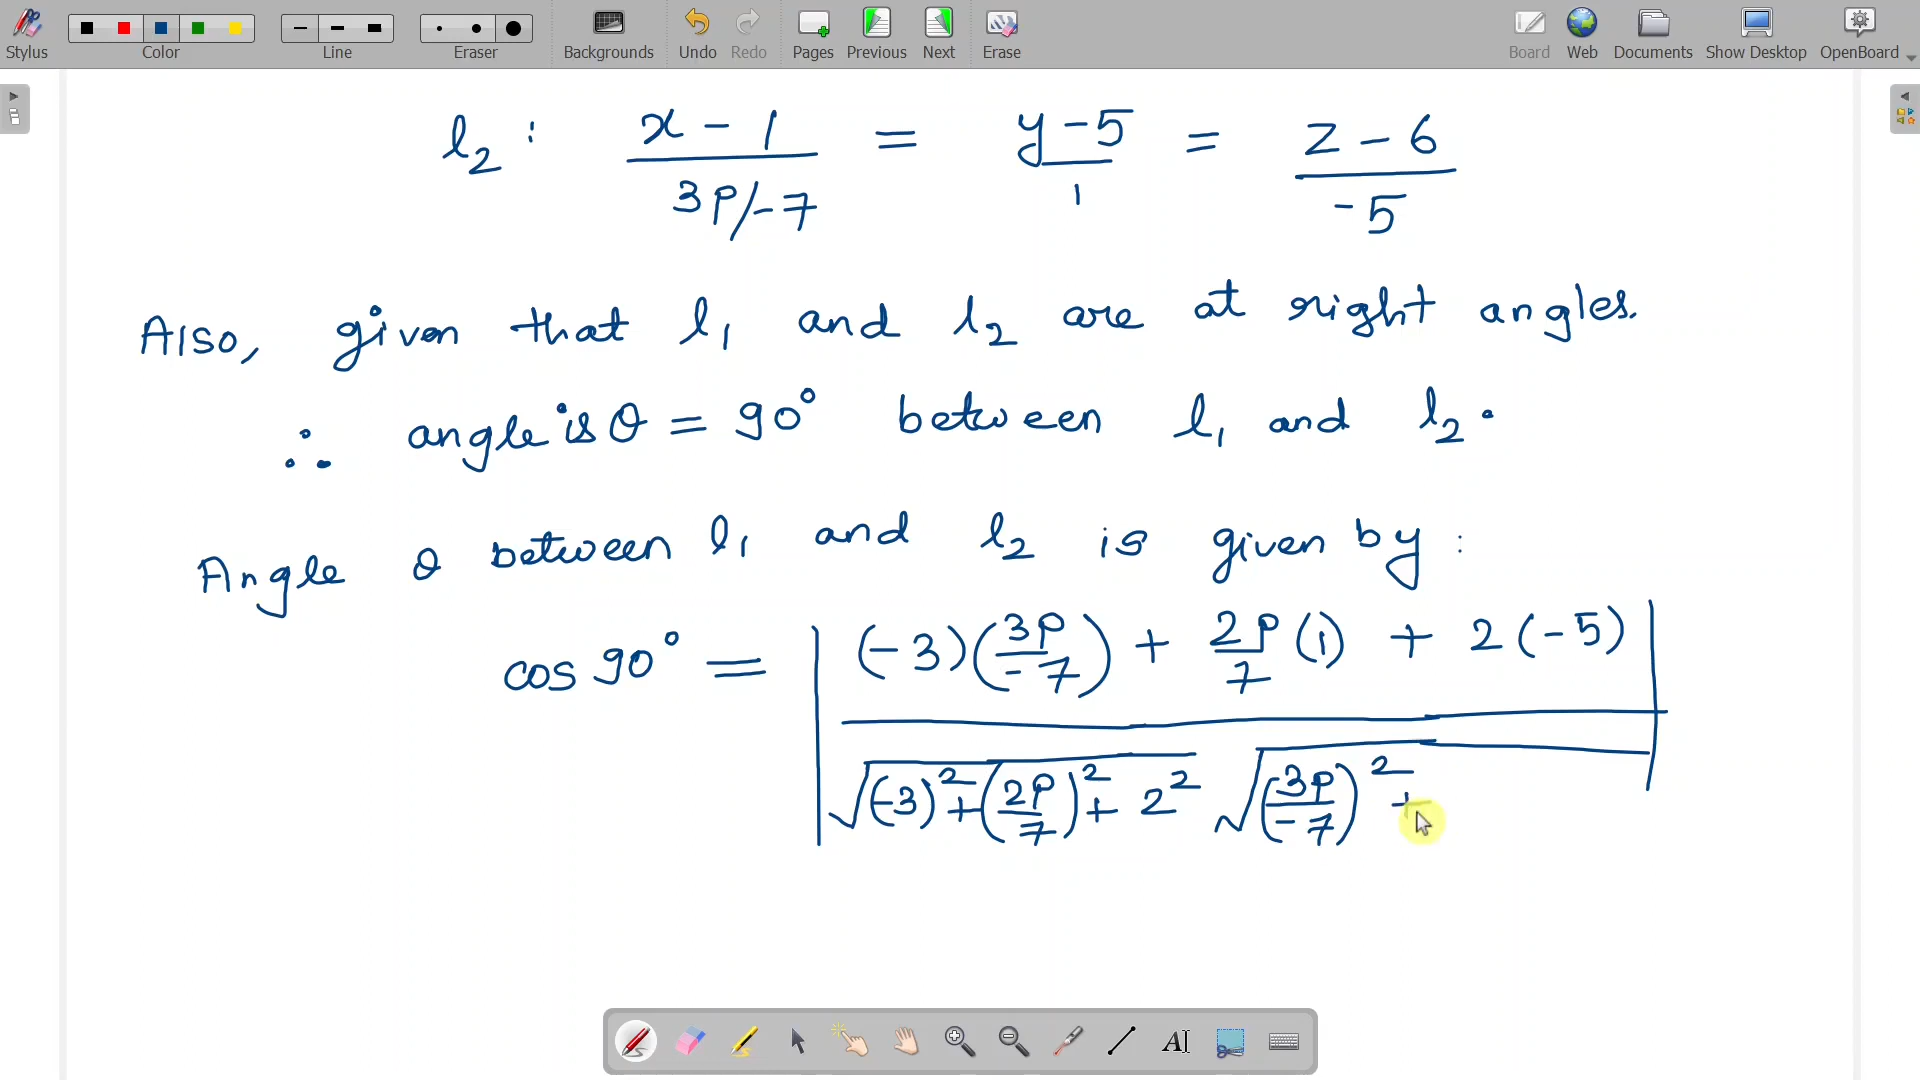 Stylus Color Line Eraser Backgrounds Undo Redo Pages Previous Next Erase Board Web Documents Show Desktop OpenBoard
l₂ : (x - 1)/(3p/-7) = (y - 5)/1 = (z - 6)/(-5)
Also, given that l₁ and l₂ are at right angles.
∴ angle is θ = 90° between l₁ and l₂.
Angle θ between l₁ and l₂ is given by :
cos 90° = | ((-3)(3p/-7) + 2p/7 (1) + 2(-5)) / (√((-3)² + (2p/7)² + 2²) √((3p/-7)² + |
AI